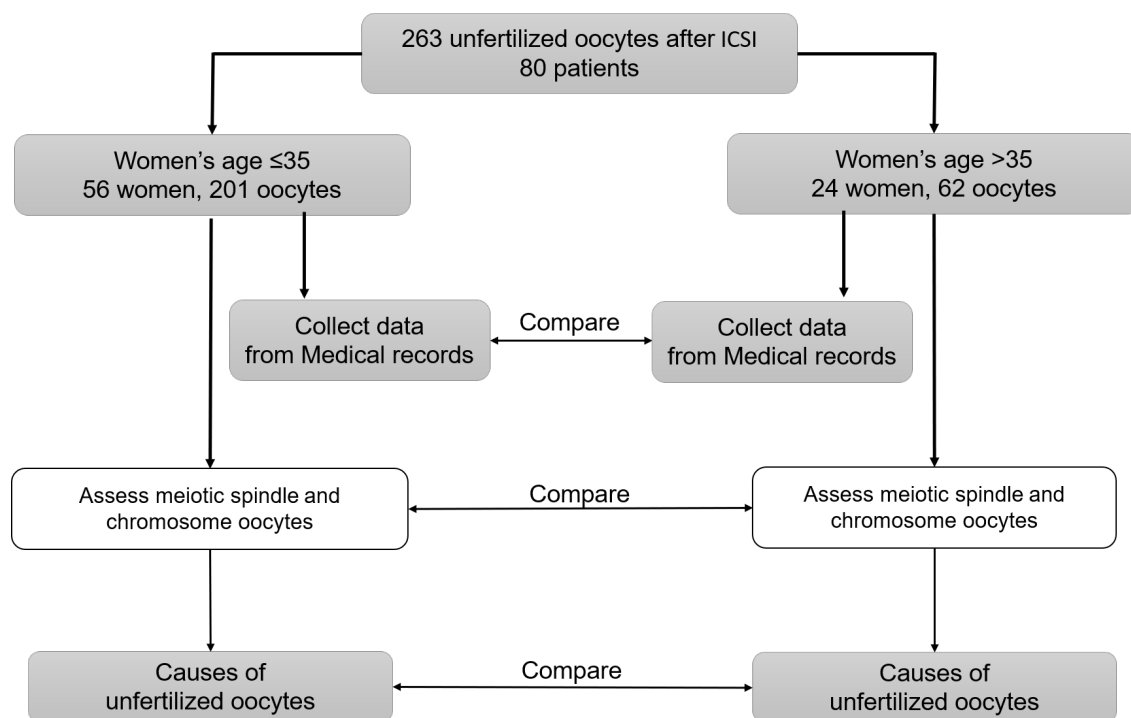 263 unfertilized oocytes after ICSI
80 patients
Women's age ≤35
56 women, 201 oocytes
Women's age >35
24 women, 62 oocytes
Collect data
from Medical records
Compare
Collect data
from Medical records
Assess meiotic spindle and
chromosome oocytes
Compare
Assess meiotic spindle and
chromosome oocytes
Causes of
unfertilized oocytes
Compare
Causes of
unfertilized oocytes